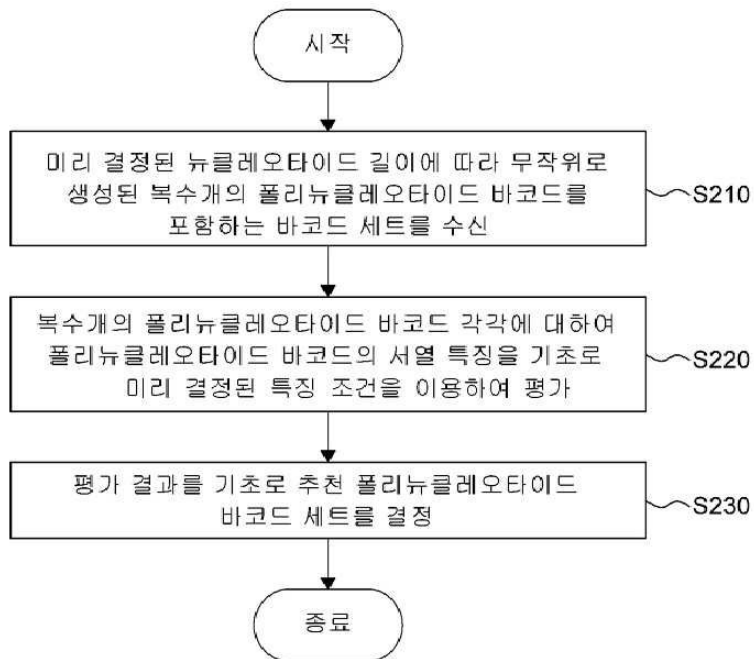 시작
미리 결정된 뉴클레오타이드 길이에 따라 무작위로
생성된 복수개의 폴리뉴클레오타이드 바코드를
포함하는 바코드 세트를 수신
S210
복수개의 폴리뉴클레오타이드 바코드 각각에 대하여
폴리뉴클레오타이드 바코드의 서열 특징을 기초로
미리 결정된 특징 조건을 이용하여 평가
S220
평가 결과를 기초로 추천 폴리뉴클레오타이드
바코드 세트를 결정
S230
종료